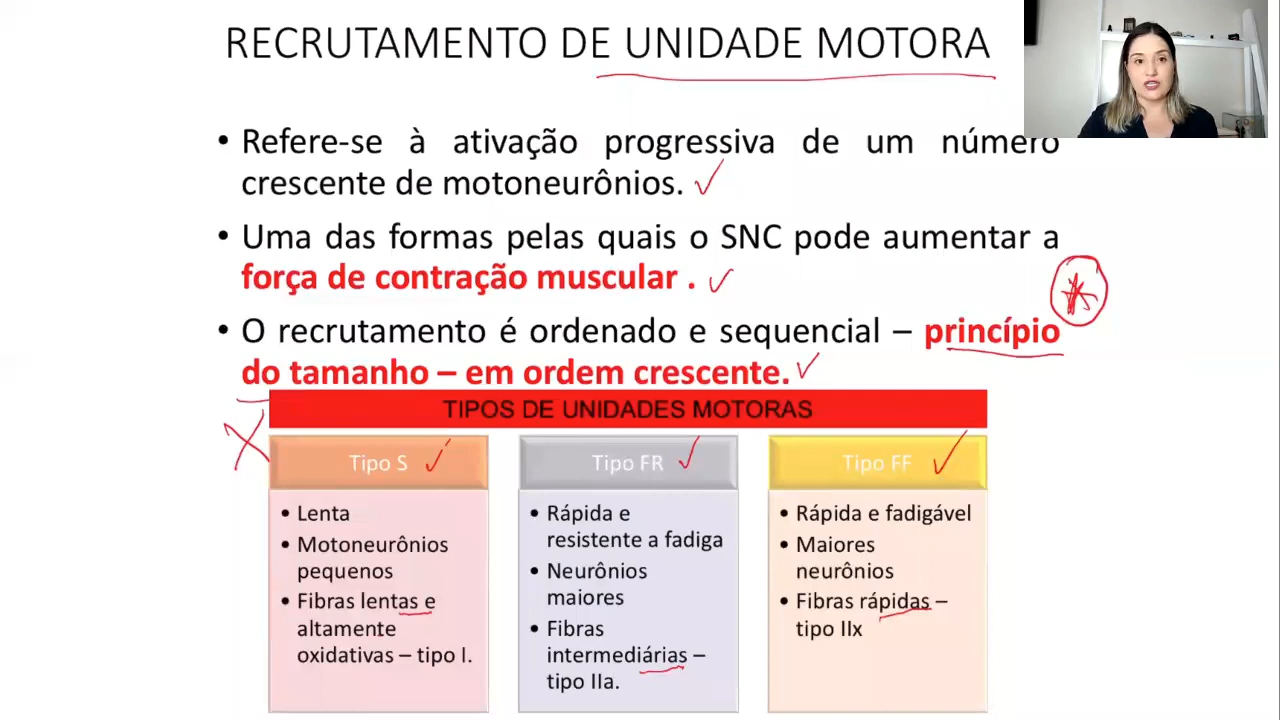 RECRUTAMENTO DE UNIDADE MOTORA
• Refere-se à ativação progressiva de um número
crescente de motoneurônios.
• Uma das formas pelas quais o SNC pode aumentar a
força de contração muscular .
• O recrutamento é ordenado e sequencial – princípio
do tamanho – em ordem crescente.
TIPOS DE UNIDADES MOTORAS
Tipo S
• Lenta
• Motoneurônios
pequenos
• Fibras lentas e
altamente
oxidativas – tipo I.
Tipo FR
• Rápida e
resistente a fadiga
• Neurônios
maiores
• Fibras
intermediárias –
tipo IIa.
Tipo FF
• Rápida e fadigável
• Maiores
neurônios
• Fibras rápidas –
tipo IIx